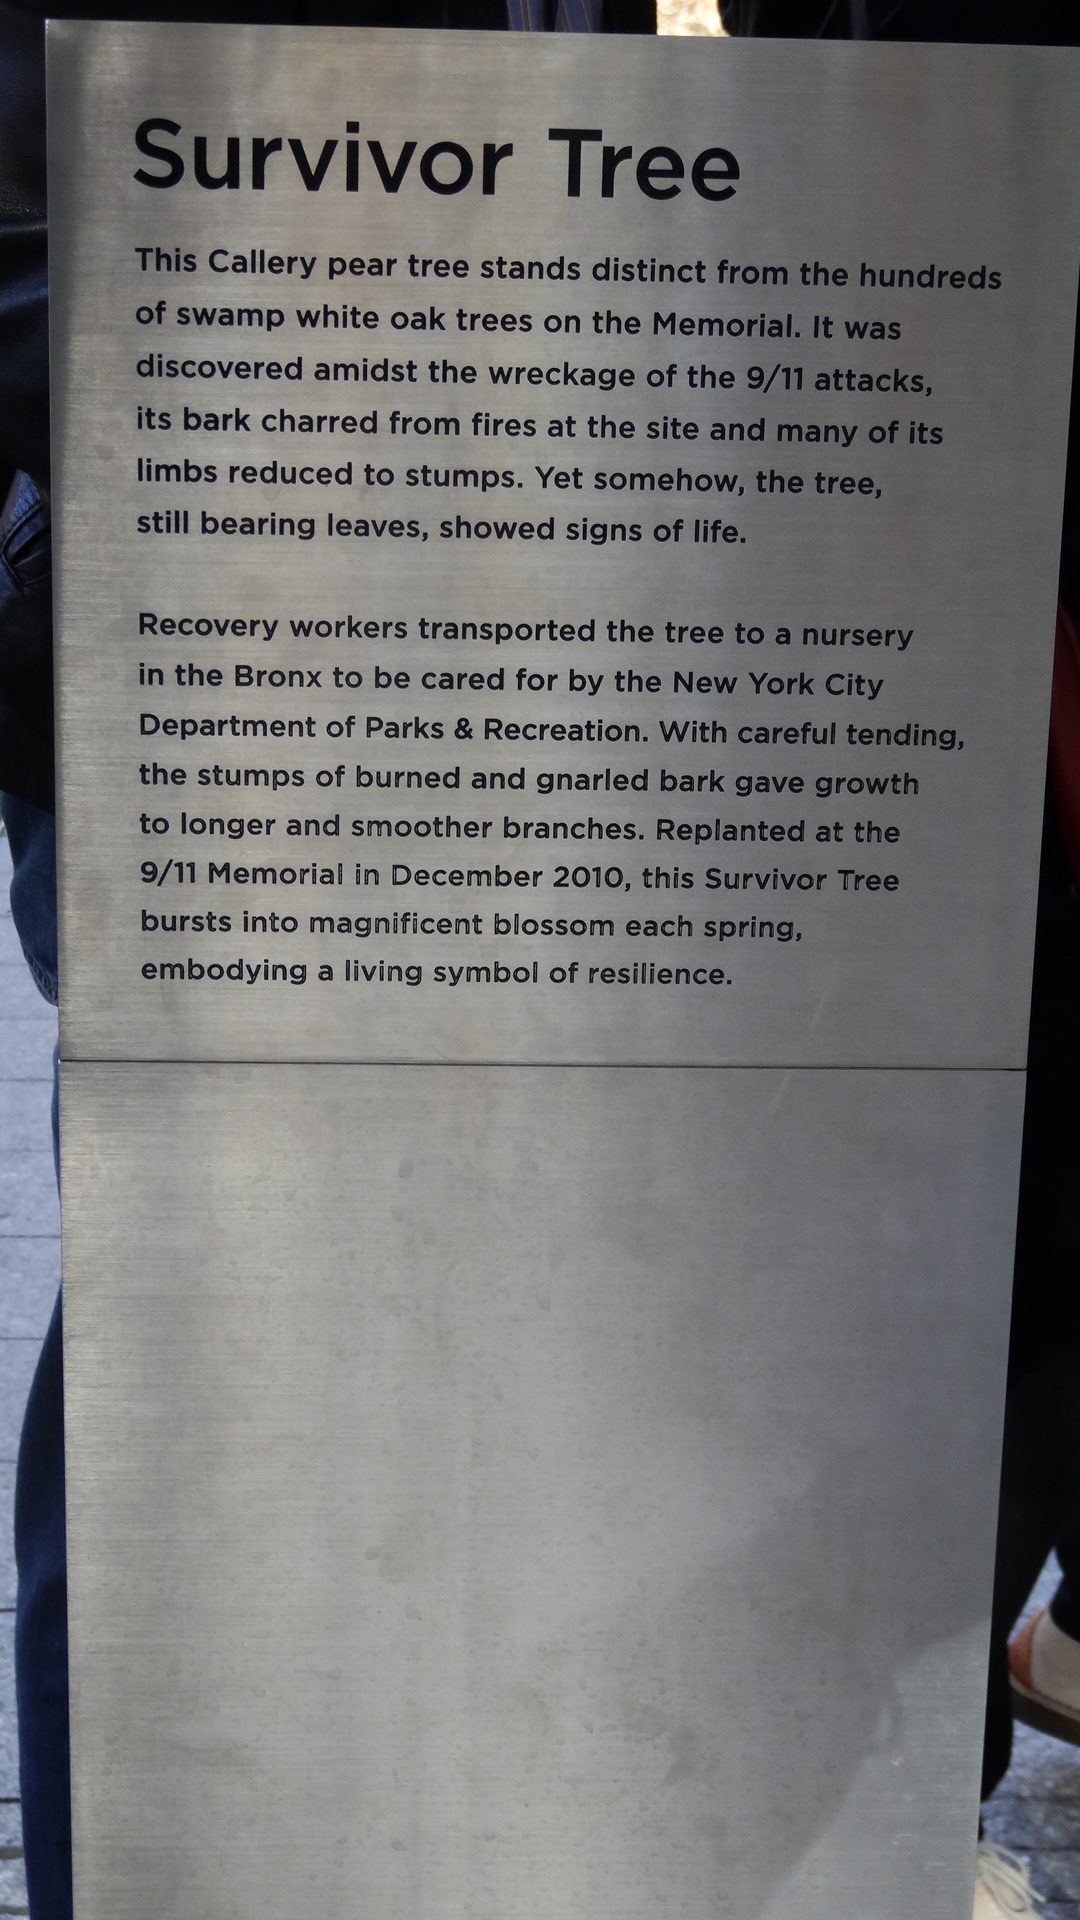 Survivor Tree
This Callery pear tree stands distinct from the hundreds
of swamp white oak trees on the Memorial. It was
discovered amidst the wreckage of the 9/11 attacks,
its bark charred from fires at the site and many of its
limbs reduced to stumps. Yet somehow, the tree,
still bearing leaves, showed signs of life.
Recovery workers transported the tree to a nursery
in the Bronx to be cared for by the New York City
Department of Parks & Recreation. With careful tending,
the stumps of burned and gnarled bark gave growth
to longer and smoother branches. Replanted at the
9/11 Memorial in December 2010, this Survivor Tree
bursts into magnificent blossom each spring,
embodying a living symbol of resilience.